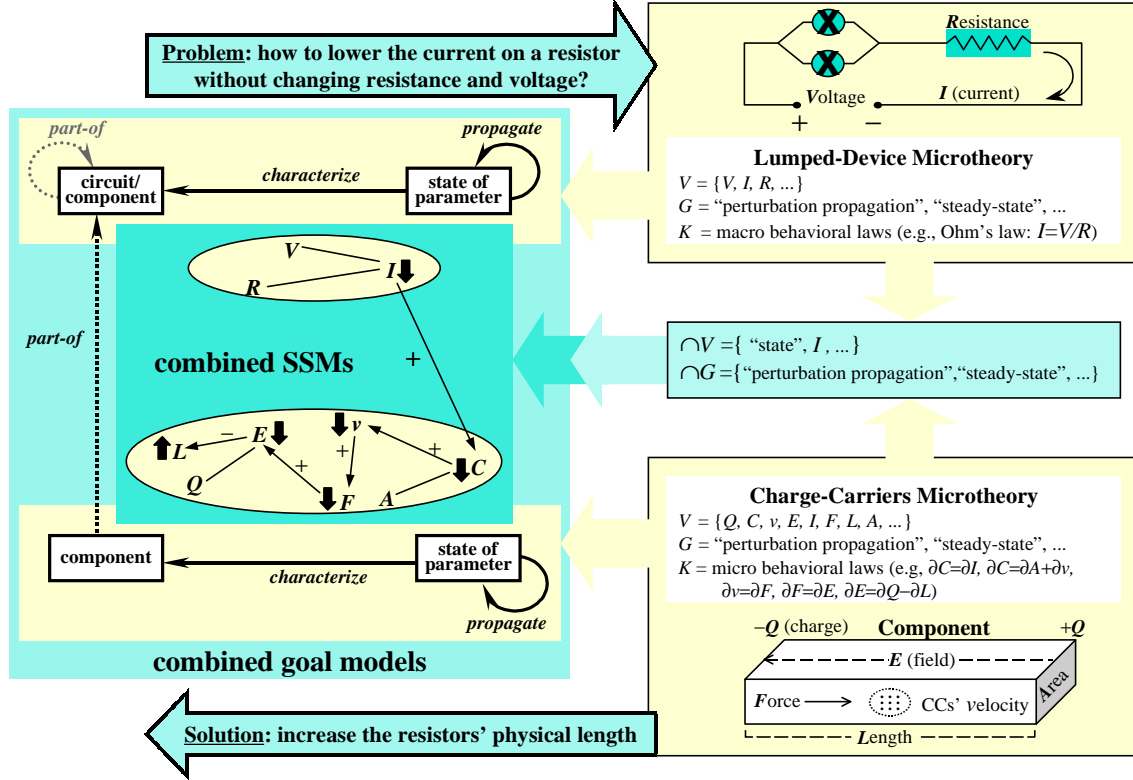 Problem: how to lower the current on a resistor
without changing resistance and voltage?
part-of
circuit/
component
characterize
propagate
state of
parameter
V
I
R
part-of
combined SSMs
+
L
−
E
v
Q
+
+
+
F
A
C
component
characterize
state of
parameter
propagate
combined goal models
Solution: increase the resistors' physical length
X
X
Resistance
Voltage
I (current)
+ −
Lumped-Device Microtheory
V = {V, I, R, ...}
G = “perturbation propagation”, “steady-state”, ...
K = macro behavioral laws (e.g., Ohm’s law: I=V/R)
∩V ={ “state”, I , ...}
∩G ={“perturbation propagation”,“steady-state”, ...}
Charge-Carriers Microtheory
V = {Q, C, v, E, I, F, L, A, ...}
G = “perturbation propagation”, “steady-state”, ...
K = micro behavioral laws (e.g, ∂C=∂I, ∂C=∂A+∂v,
∂v=∂F, ∂F=∂E, ∂E=∂Q−∂L)
−Q (charge) Component +Q
E (field)
Area
Force CCs’ velocity
Length